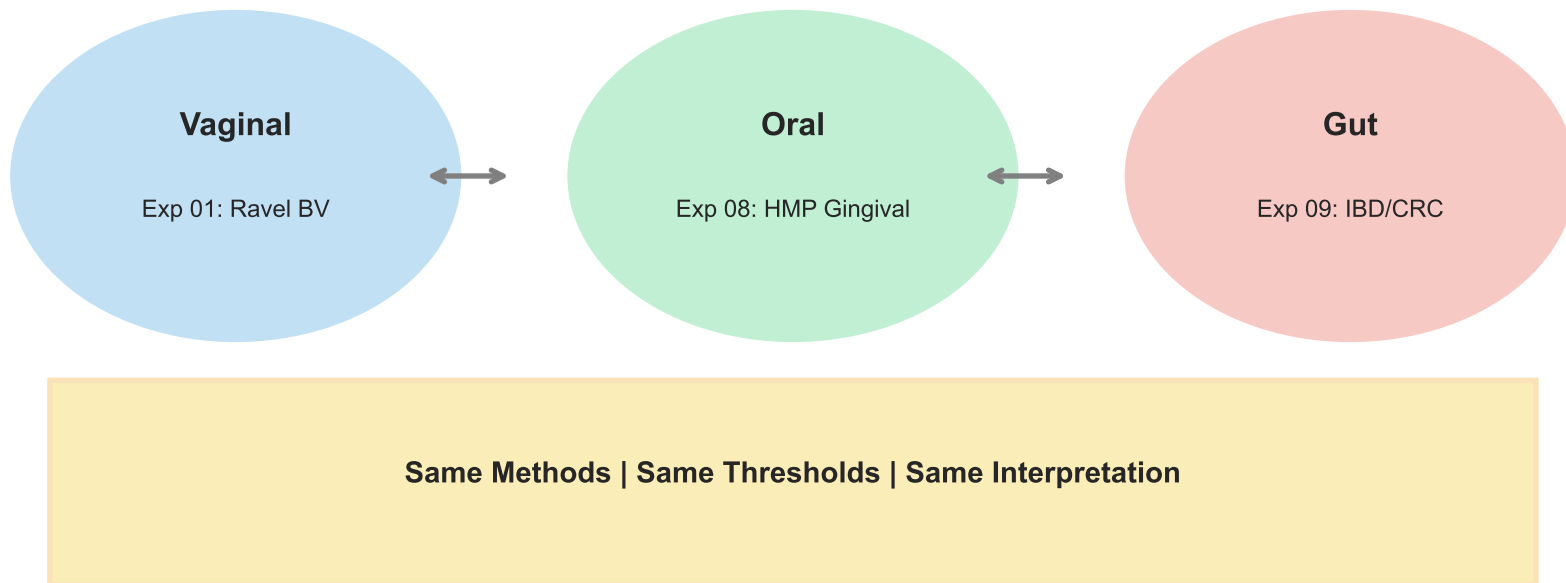 Vaginal
Exp 01: Ravel BV
Oral
Exp 08: HMP Gingival
Gut
Exp 09: IBD/CRC
Same Methods | Same Thresholds | Same Interpretation